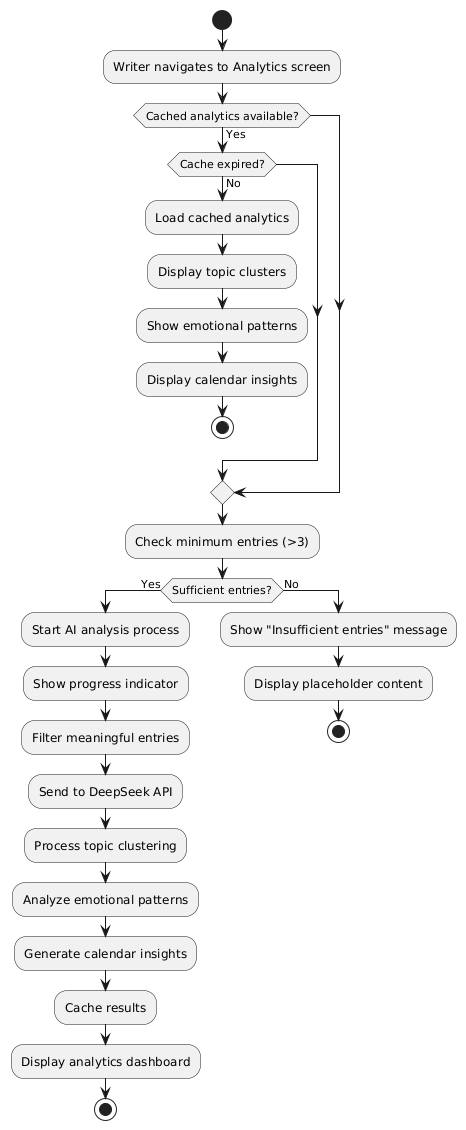 Writer navigates to Analytics screen
Cached analytics available?
Yes
Cache expired?
No
Load cached analytics
Display topic clusters
Show emotional patterns
Display calendar insights
Check minimum entries (>3)
Yes
Sufficient entries?
No
Start AI analysis process
Show "Insufficient entries" message
Show progress indicator
Display placeholder content
Filter meaningful entries
Send to DeepSeek API
Process topic clustering
Analyze emotional patterns
Generate calendar insights
Cache results
Display analytics dashboard